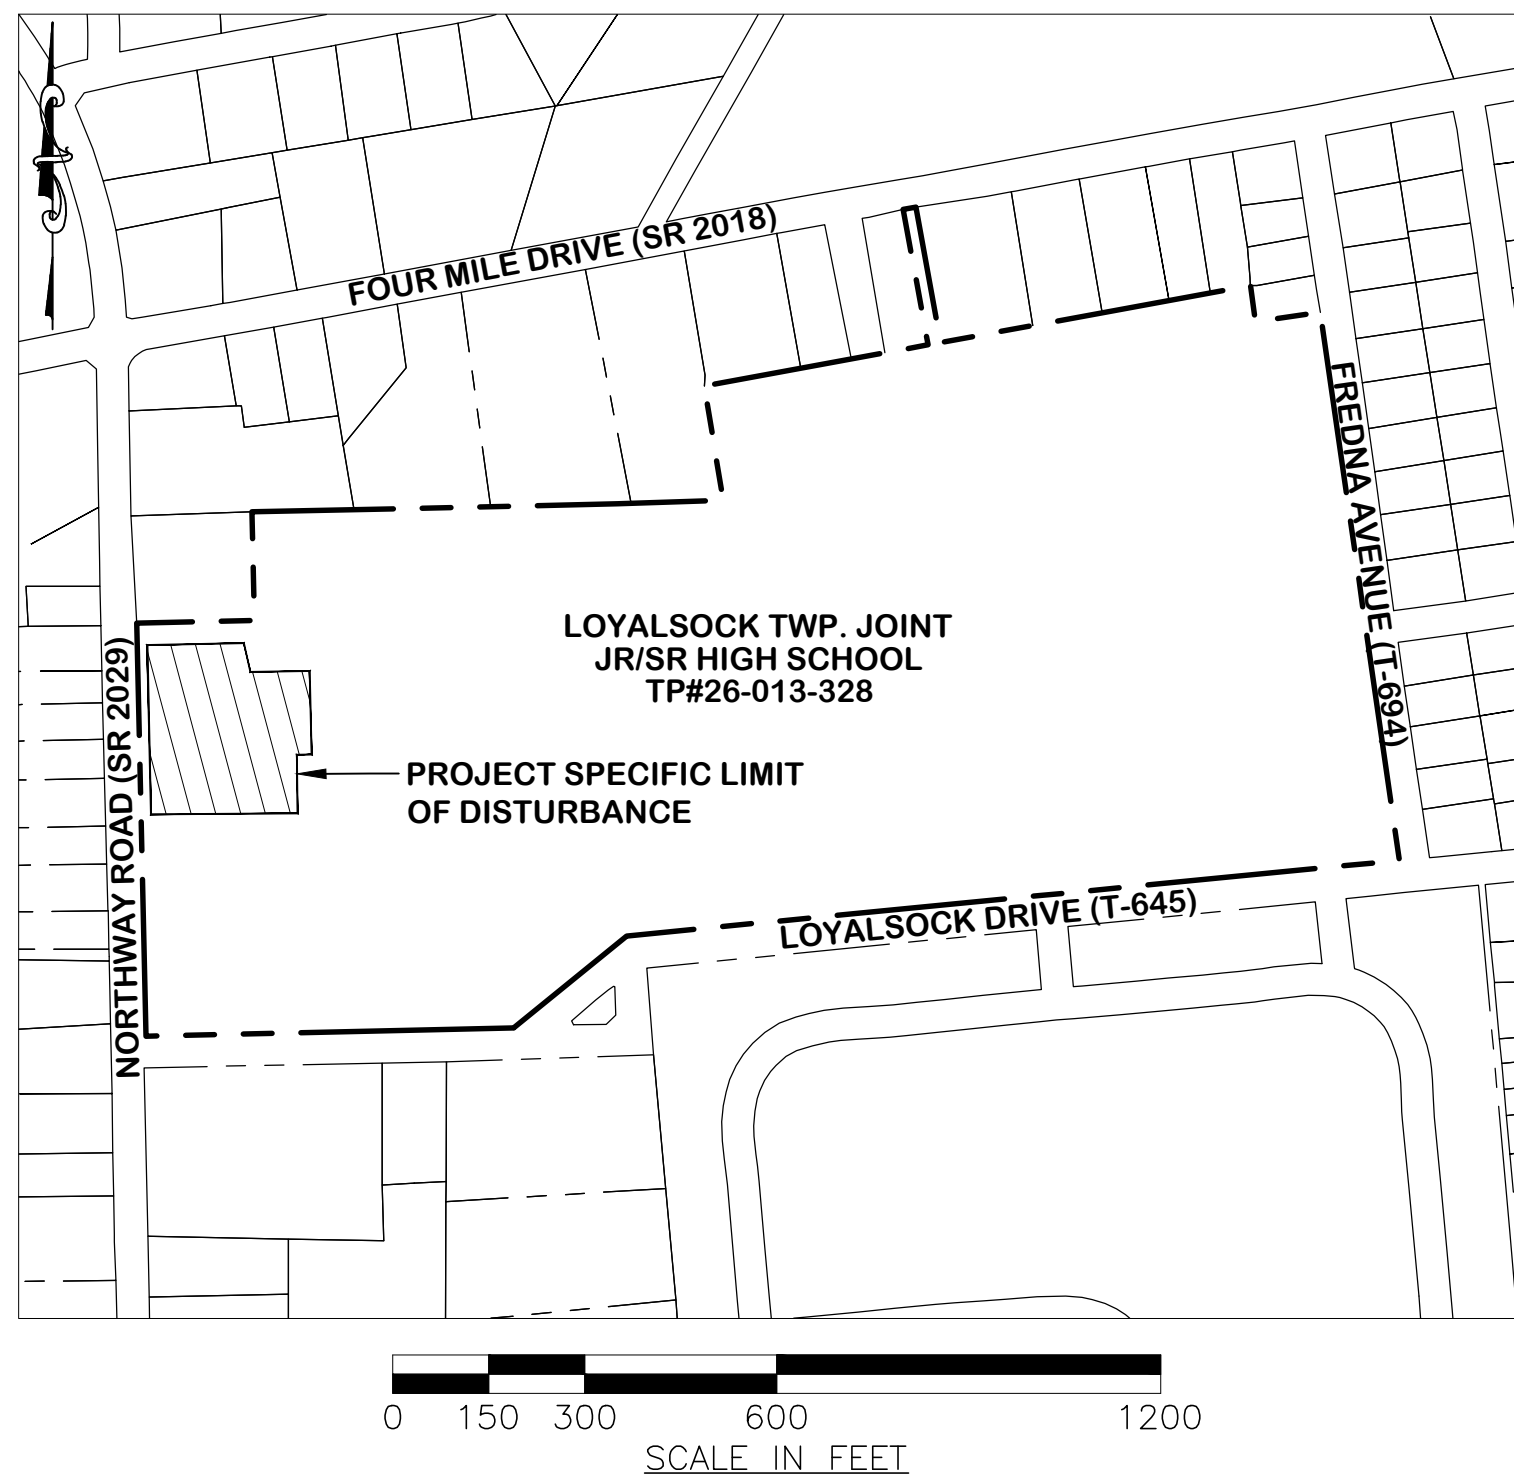 FOUR MILE DRIVE (SR 2018)
FREDNA AVENUE (T-694)
LOYALSOCK TWP. JOINT
JR/SR HIGH SCHOOL
TP#26-013-328
NORTHWAY ROAD (SR 2029)
PROJECT SPECIFIC LIMIT
OF DISTURBANCE
LOYALSOCK DRIVE (T-645)
0 150 300 600 1200
SCALE IN FEET